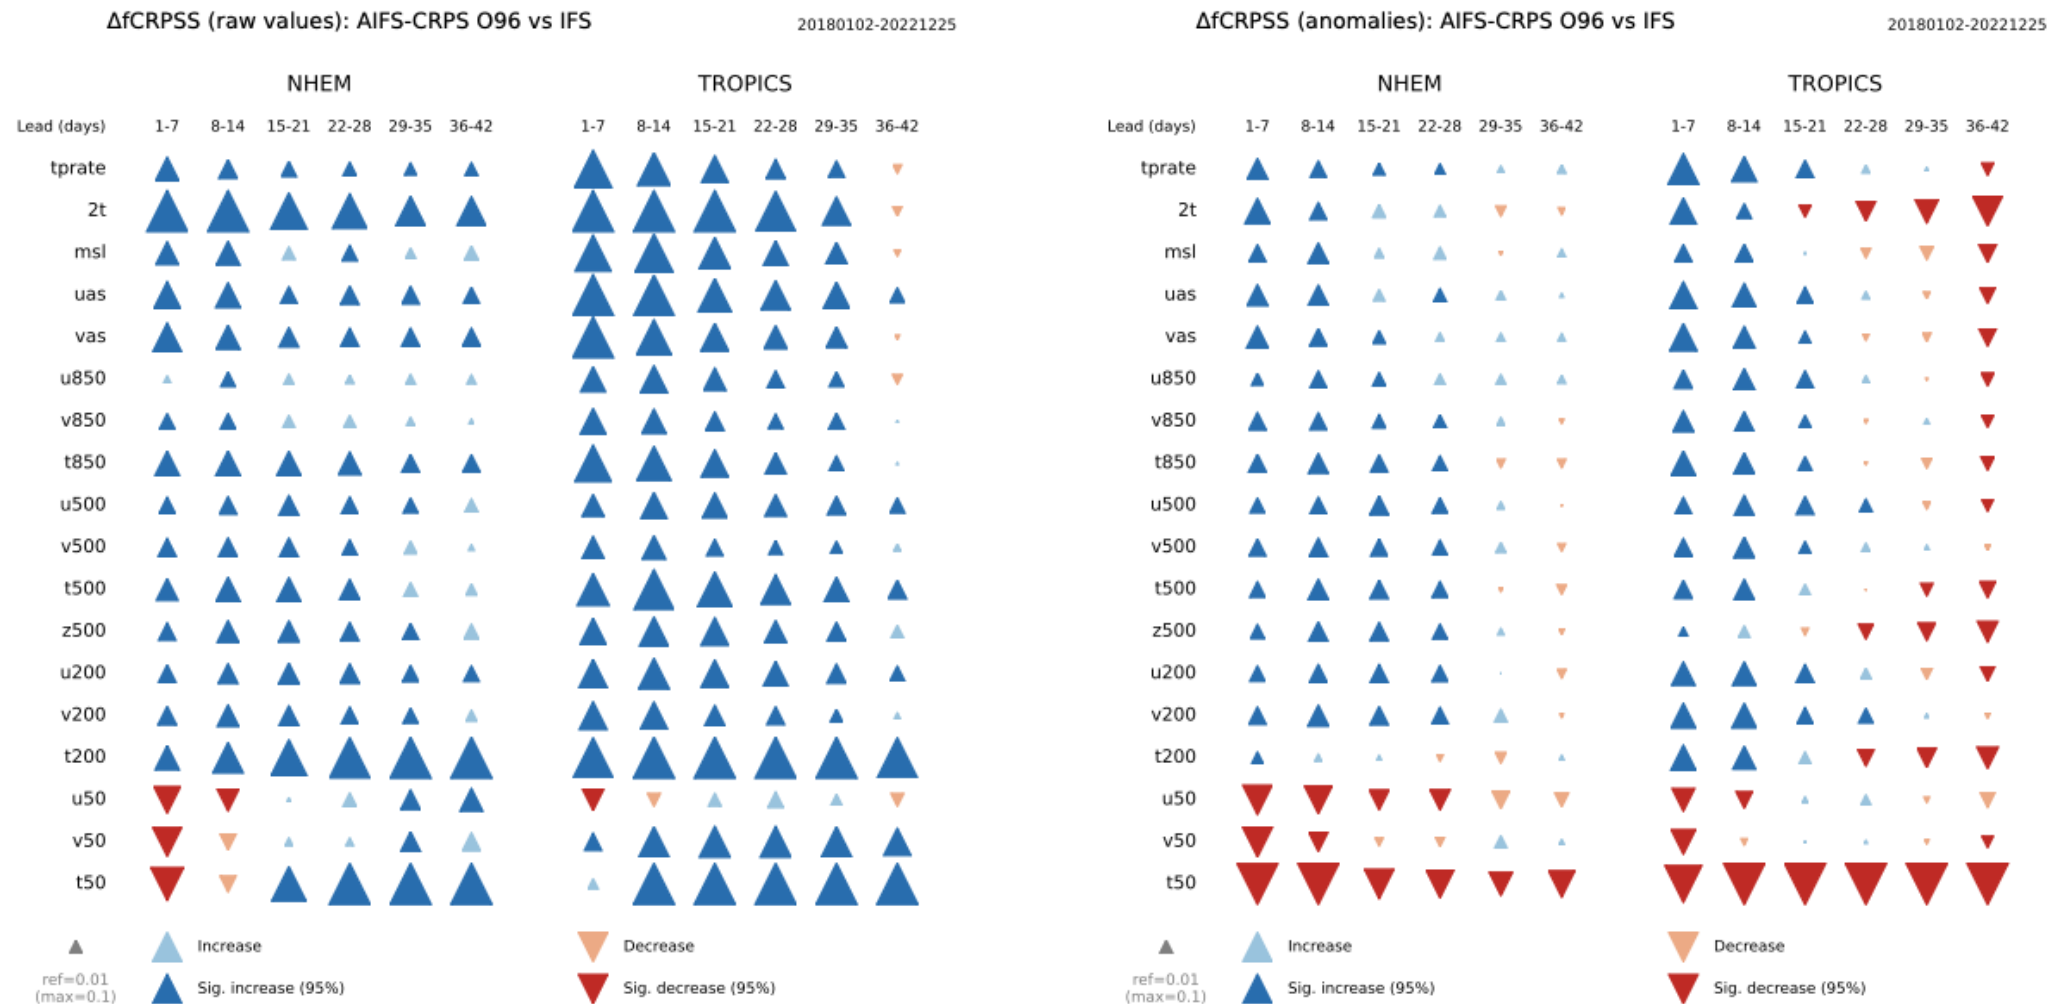 ΔfCRPSS (raw values): AIFS-CRPS O96 vs IFS 20180102-20221225
NHEM TROPICS
Lead (days) 1-7 8-14 15-21 22-28 29-35 36-42 1-7 8-14 15-21 22-28 29-35 36-42
tprate
2t
msl
uas
vas
u850
v850
t850
u500
v500
t500
z500
u200
v200
t200
u50
v50
t50
ref=0.01
(max=0.1)
Increase Decrease
Sig. increase (95%) Sig. decrease (95%)
ΔfCRPSS (anomalies): AIFS-CRPS O96 vs IFS 20180102-20221225
NHEM TROPICS
Lead (days) 1-7 8-14 15-21 22-28 29-35 36-42 1-7 8-14 15-21 22-28 29-35 36-42
tprate
2t
msl
uas
vas
u850
v850
t850
u500
v500
t500
z500
u200
v200
t200
u50
v50
t50
ref=0.01
(max=0.1)
Increase Decrease
Sig. increase (95%) Sig. decrease (95%)